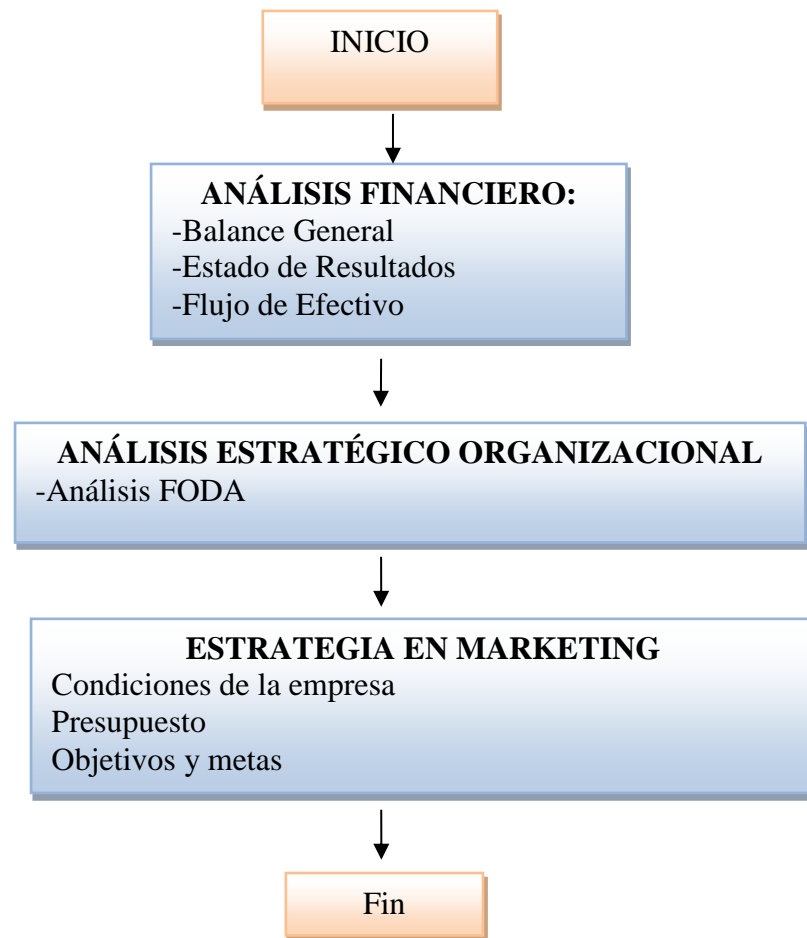 INICIO
ANÁLISIS FINANCIERO:
-Balance General
-Estado de Resultados
-Flujo de Efectivo
ANÁLISIS ESTRATÉGICO ORGANIZACIONAL
-Análisis FODA
ESTRATEGIA EN MARKETING
Condiciones de la empresa
Presupuesto
Objetivos y metas
Fin